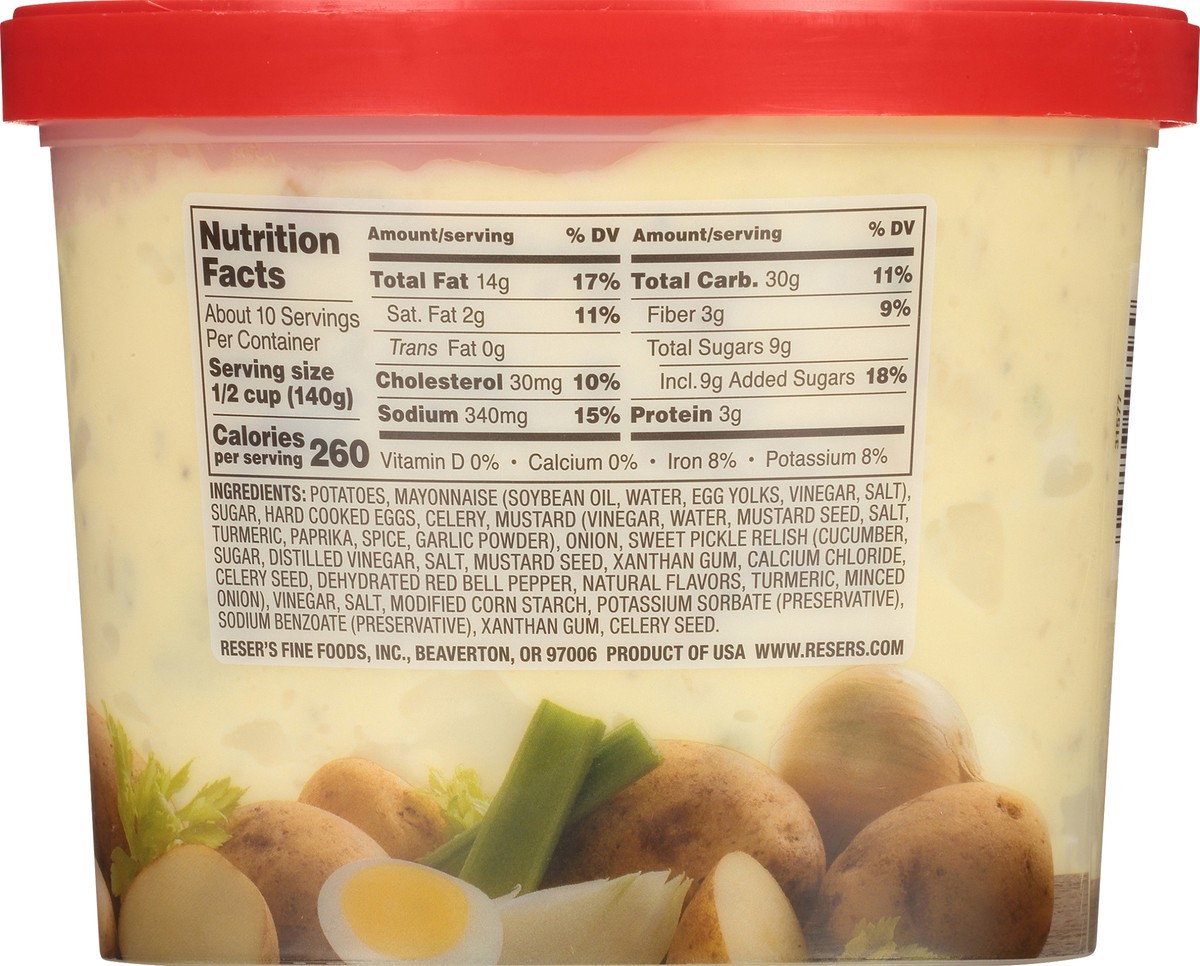 Nutrition
Facts
About 10 Servings
Per Container
Serving size
1/2 cup (140g)
Calories
per serving 260
Amount/serving % DV
Total Fat 14g 17%
Sat. Fat 2g 11%
Trans Fat 0g
Cholesterol 30mg 10%
Sodium 340mg 15%
Amount/serving % DV
Total Carb. 30g 11%
Fiber 3g 9%
Total Sugars 9g
Incl. 9g Added Sugars 18%
Protein 3g
Vitamin D 0% • Calcium 0% • Iron 8% • Potassium 8%
INGREDIENTS: POTATOES, MAYONNAISE (SOYBEAN OIL, WATER, EGG YOLKS, VINEGAR, SALT),
SUGAR, HARD COOKED EGGS, CELERY, MUSTARD (VINEGAR, WATER, MUSTARD SEED, SALT,
TURMERIC, PAPRIKA, SPICE, GARLIC POWDER), ONION, SWEET PICKLE RELISH (CUCUMBER,
SUGAR, DISTILLED VINEGAR, SALT, MUSTARD SEED, XANTHAN GUM, CALCIUM CHLORIDE,
CELERY SEED, DEHYDRATED RED BELL PEPPER, NATURAL FLAVORS, TURMERIC, MINCED
ONION), VINEGAR, SALT, MODIFIED CORN STARCH, POTASSIUM SORBATE (PRESERVATIVE),
SODIUM BENZOATE (PRESERVATIVE), XANTHAN GUM, CELERY SEED.
RESER'S FINE FOODS, INC., BEAVERTON, OR 97006 PRODUCT OF USA WWW.RESERS.COM